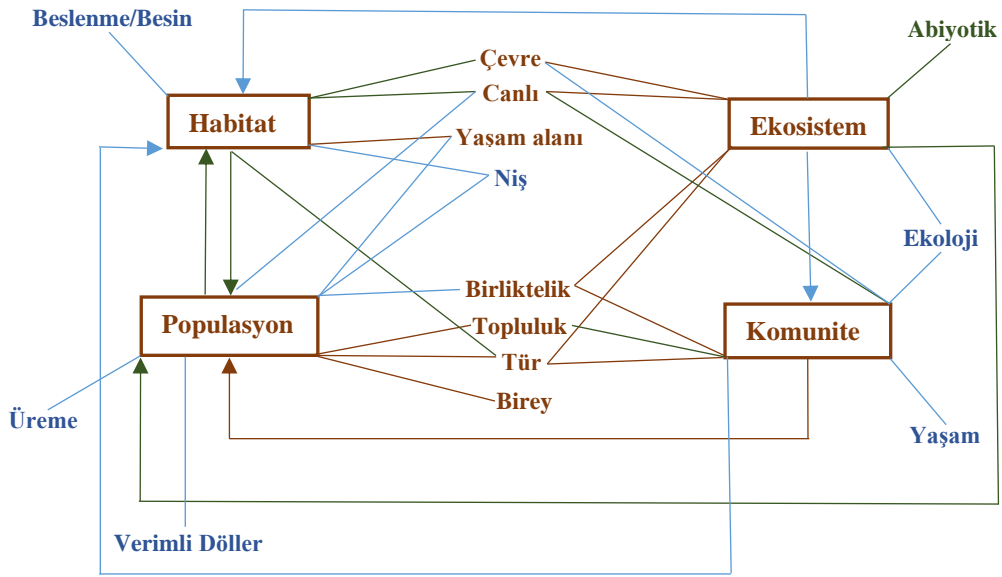 Beslenme/Besin
Abiyotik
Çevre
Canlı
Habitat
Ekosistem
Yaşam alanı
Niş
Ekoloji
Birliktelik
Populasyon
Topluluk
Komunite
Tür
Birey
Üreme
Yaşam
Verimli Döller